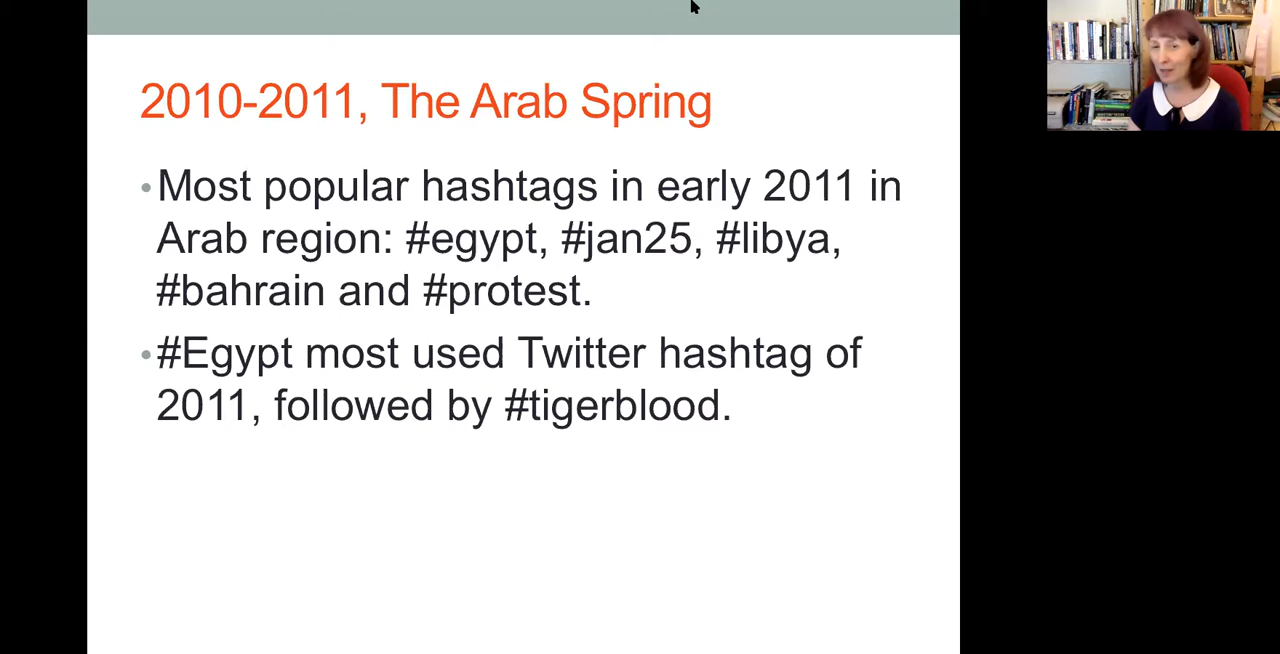 2010-2011, The Arab Spring
•Most popular hashtags in early 2011 in
Arab region: #egypt, #jan25, #libya,
#bahrain and #protest.
•#Egypt most used Twitter hashtag of
2011, followed by #tigerblood.